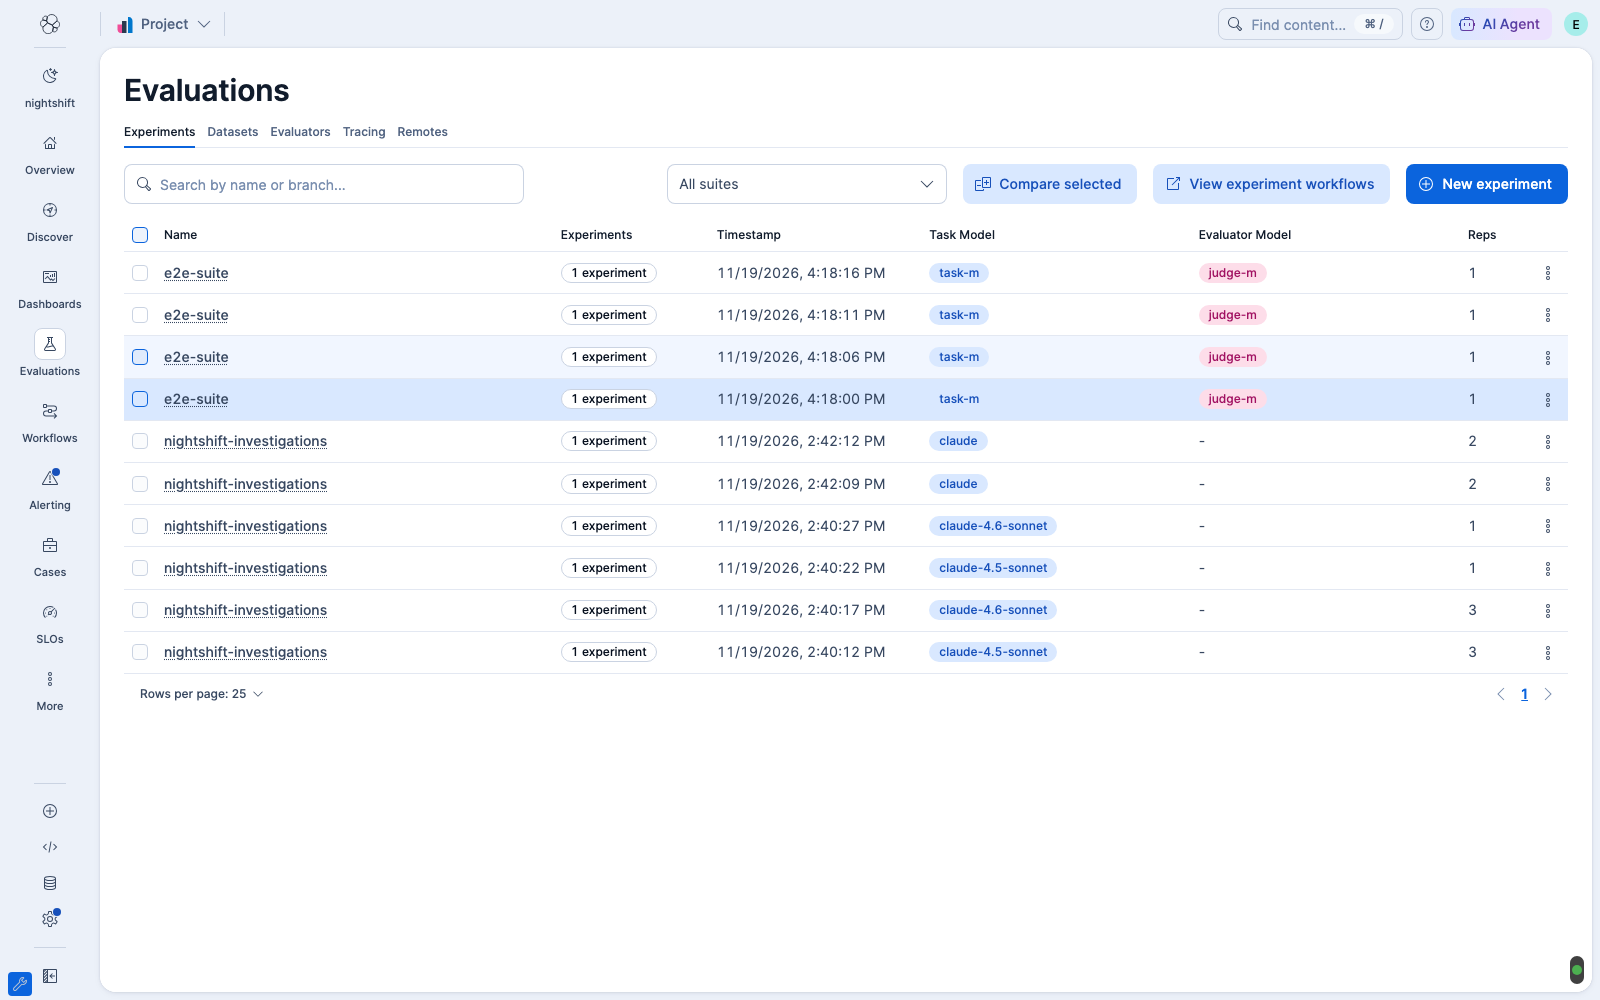 Project
Find content...
⌘ /
AI Agent
E
nightshift
Overview
Discover
Dashboards
Evaluations
Workflows
Alerting
Cases
SLOs
More
Evaluations
Experiments Datasets Evaluators Tracing Remotes
Search by name or branch...
All suites
Compare selected
View experiment workflows
New experiment
Name Experiments Timestamp Task Model Evaluator Model Reps
e2e-suite 1 experiment 11/19/2026, 4:18:16 PM task-m judge-m 1
e2e-suite 1 experiment 11/19/2026, 4:18:11 PM task-m judge-m 1
e2e-suite 1 experiment 11/19/2026, 4:18:06 PM task-m judge-m 1
e2e-suite 1 experiment 11/19/2026, 4:18:00 PM task-m judge-m 1
nightshift-investigations 1 experiment 11/19/2026, 2:42:12 PM claude - 2
nightshift-investigations 1 experiment 11/19/2026, 2:42:09 PM claude - 2
nightshift-investigations 1 experiment 11/19/2026, 2:40:27 PM claude-4.6-sonnet - 1
nightshift-investigations 1 experiment 11/19/2026, 2:40:22 PM claude-4.5-sonnet - 1
nightshift-investigations 1 experiment 11/19/2026, 2:40:17 PM claude-4.6-sonnet - 3
nightshift-investigations 1 experiment 11/19/2026, 2:40:12 PM claude-4.5-sonnet - 3
Rows per page: 25
1